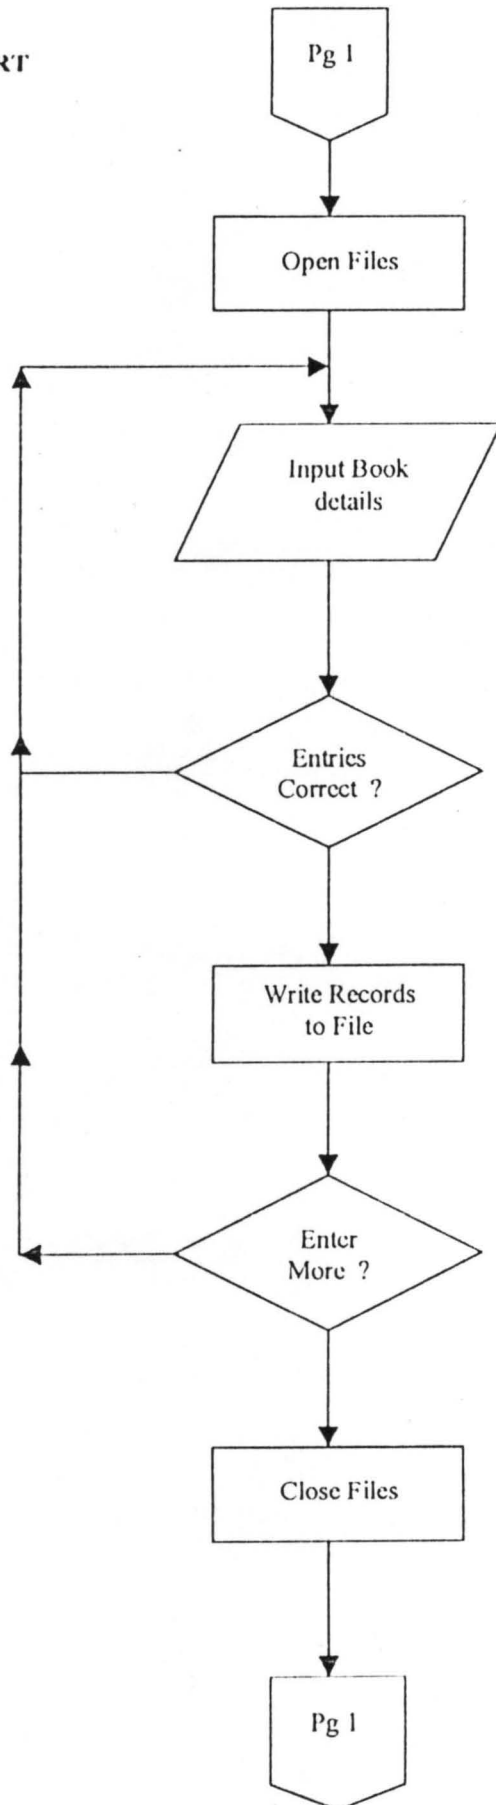 RT
Pg 1
Open Files
Input Book
details
Entries
Correct ?
Write Records
to File
Enter
More ?
Close Files
Pg 1